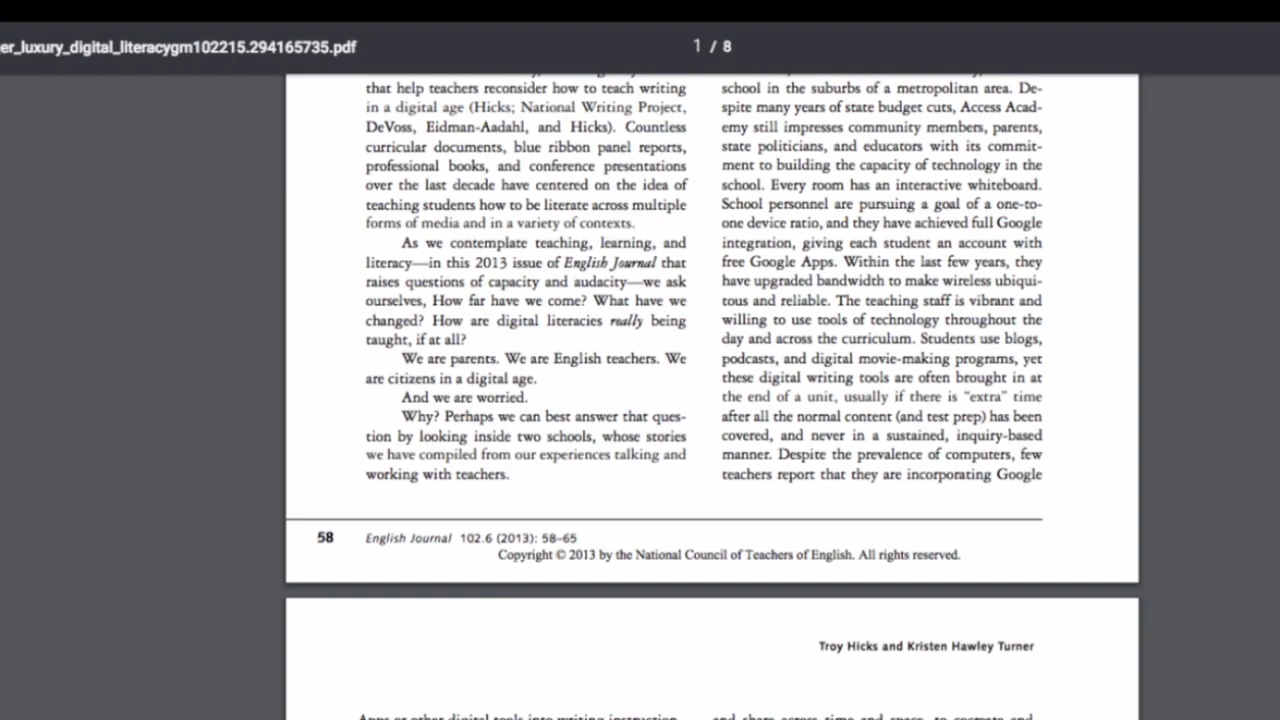 er_luxury_digital_literacygm102215.294165735.pdf
1 / 8
that help teachers reconsider how to teach writing
in a digital age (Hicks; National Writing Project,
DeVoss, Eidman-Aadahl, and Hicks). Countless
curricular documents, blue ribbon panel reports,
professional books, and conference presentations
over the last decade have centered on the idea of
teaching students how to be literate across multiple
forms of media and in a variety of contexts.
As we contemplate teaching, learning, and
literacy—in this 2013 issue of English Journal that
raises questions of capacity and audacity—we ask
ourselves, How far have we come? What have we
changed? How are digital literacies really being
taught, if at all?
We are parents. We are English teachers. We
are citizens in a digital age.
And we are worried.
Why? Perhaps we can best answer that ques-
tion by looking inside two schools, whose stories
we have compiled from our experiences talking and
working with teachers.
school in the suburbs of a metropolitan area. De-
spite many years of state budget cuts, Access Acad-
emy still impresses community members, parents,
state politicians, and educators with its commit-
ment to building the capacity of technology in the
school. Every room has an interactive whiteboard.
School personnel are pursuing a goal of a one-to-
one device ratio, and they have achieved full Google
integration, giving each student an account with
free Google Apps. Within the last few years, they
have upgraded bandwidth to make wireless ubiqui-
tous and reliable. The teaching staff is vibrant and
willing to use tools of technology throughout the
day and across the curriculum. Students use blogs,
podcasts, and digital movie-making programs, yet
these digital writing tools are often brought in at
the end of a unit, usually if there is "extra" time
after all the normal content (and test prep) has been
covered, and never in a sustained, inquiry-based
manner. Despite the prevalence of computers, few
teachers report that they are incorporating Google
58 English Journal 102.6 (2013): 58–65
Copyright © 2013 by the National Council of Teachers of English. All rights reserved.
Troy Hicks and Kristen Hawley Turner
Apps or other digital tools into writing instruction
and share across time and space, to cocreate and